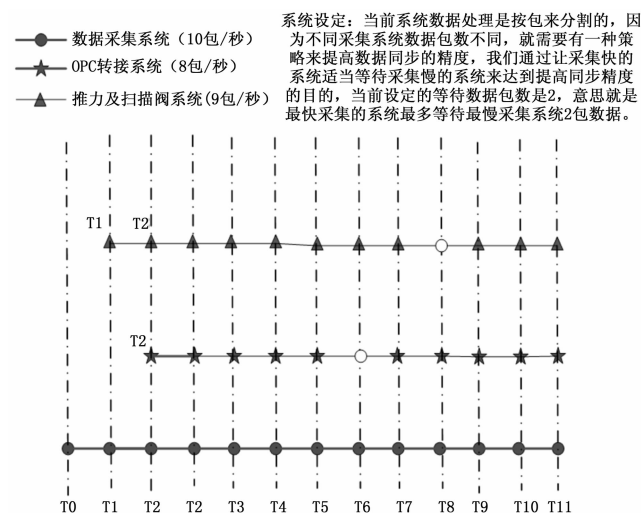 数据采集系统（10包/秒）
OPC转接系统（8包/秒）
推力及扫描阀系统(9包/秒）
系统设定：当前系统数据处理是按包来分割的，因
为不同采集系统数据包数不同，就需要有一种策
略来提高数据同步的精度，我们通过让采集快的
系统适当等待采集慢的系统来达到提高同步精度
的目的，当前设定的等待数据包数是2，意思就是
最快采集的系统最多等待最慢采集系统2包数据。
T1 T2
T2
T0 T1 T2 T2 T3 T4 T5 T6 T7 T8 T9 T10 T11